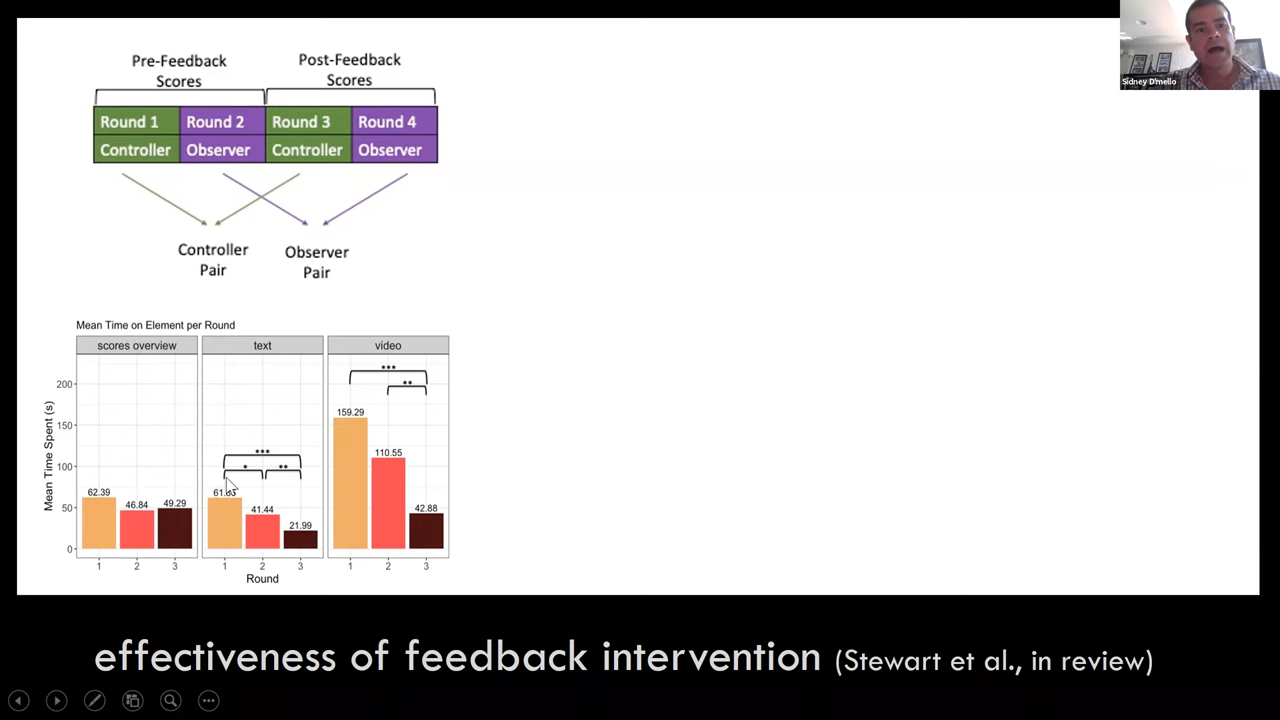 Sidney D'mello
Pre-Feedback
Scores
Post-Feedback
Scores
Round 1 Round 2 Round 3 Round 4
Controller Observer Controller Observer
Controller
Pair
Observer
Pair
Mean Time on Element per Round
scores overview text video
Mean Time Spent (s)
200
150
100
50
0
62.39 46.84 49.29
41.44 21.99
159.29 110.55 42.88
*** * **
*** **
1 2 3 1 2 3 1 2 3
Round
effectiveness of feedback intervention (Stewart et al., in review)